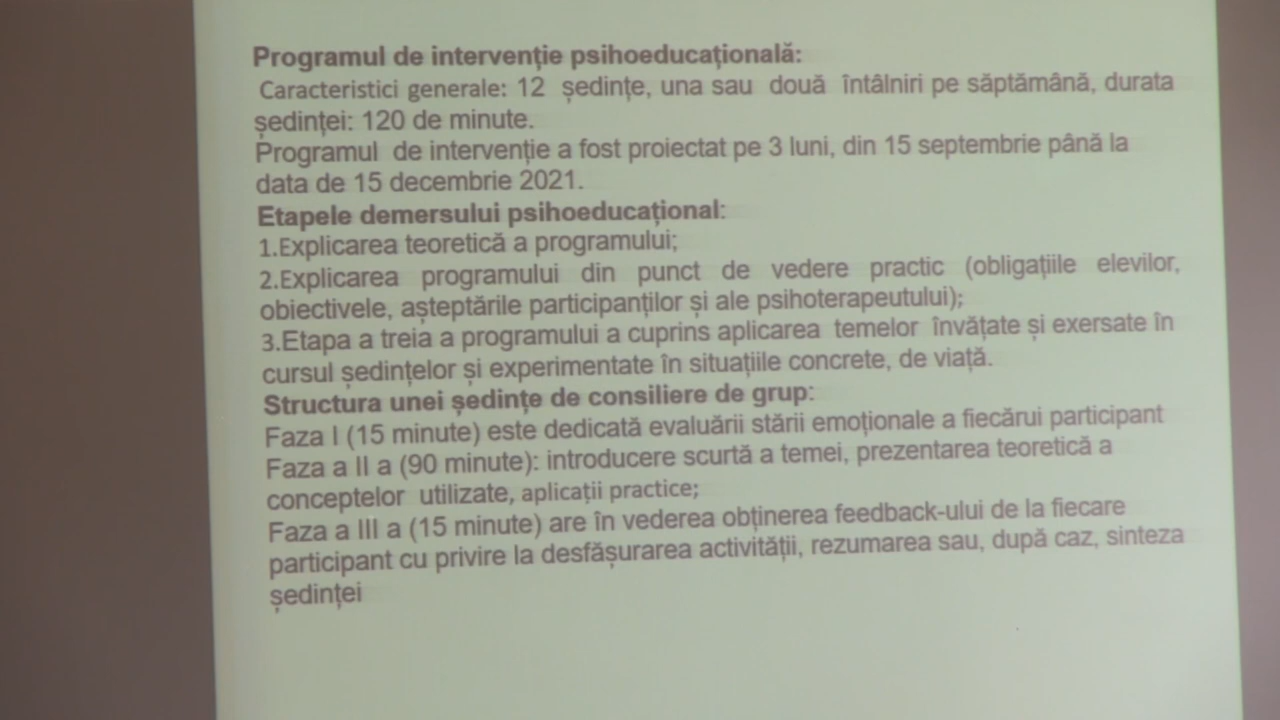 Programul de intervenție psihoeducațională:
Caracteristici generale: 12 ședințe, una sau două întâlniri pe săptămână, durata
ședinței: 120 de minute.
Programul de intervenție a fost proiectat pe 3 luni, din 15 septembrie până la
data de 15 decembrie 2021.
Etapele demersului psihoeducațional:
1.Explicarea teoretică a programului;
2.Explicarea programului din punct de vedere practic (obligațiile elevilor,
obiectivele, așteptările participanților și ale psihoterapeutului);
3.Etapa a treia a programului a cuprins aplicarea temelor învățate și exersate în
cursul ședințelor și experimentate în situațiile concrete, de viață.
Structura unei ședințe de consiliere de grup:
Faza I (15 minute) este dedicată evaluării stării emoționale a fiecărui participant
Faza a II a (90 minute): introducere scurtă a temei, prezentarea teoretică a
conceptelor utilizate, aplicații practice;
Faza a III a (15 minute) are în vederea obținerea feedback-ului de la fiecare
participant cu privire la desfășurarea activității, rezumarea sau, după caz, sinteza
ședinței